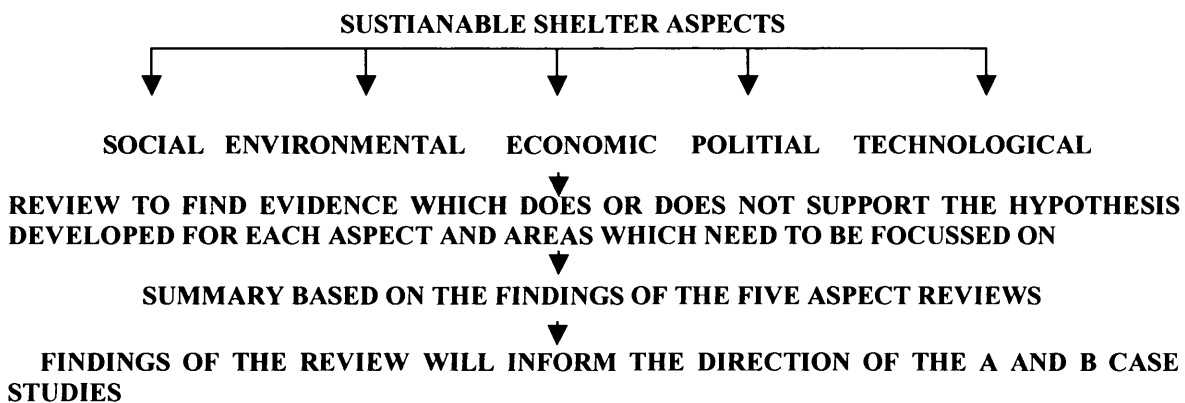 SUSTIANABLE SHELTER ASPECTS
SOCIAL ENVIRONMENTAL ECONOMIC POLITIAL TECHNOLOGICAL
REVIEW TO FIND EVIDENCE WHICH DOES OR DOES NOT SUPPORT THE HYPOTHESIS
DEVELOPED FOR EACH ASPECT AND AREAS WHICH NEED TO BE FOCUSSED ON
SUMMARY BASED ON THE FINDINGS OF THE FIVE ASPECT REVIEWS
FINDINGS OF THE REVIEW WILL INFORM THE DIRECTION OF THE A AND B CASE
STUDIES